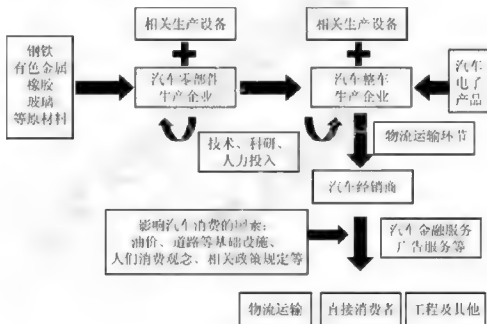 相关生产设备
相关生产设备
钢铁
有色金属
橡胶
玻璃
等原材料
汽车零部件
生产企业
汽车整车
生产企业
汽车
电子
产品
技术、科研、
人力投入
物流运输环节
汽车经销商
影响汽车消费的因素:
油价、道路等基础设施、
人们消费观念、相关政策规定等
汽车金融服务
广告服务等
物流运输
直接消费者
工程及其他